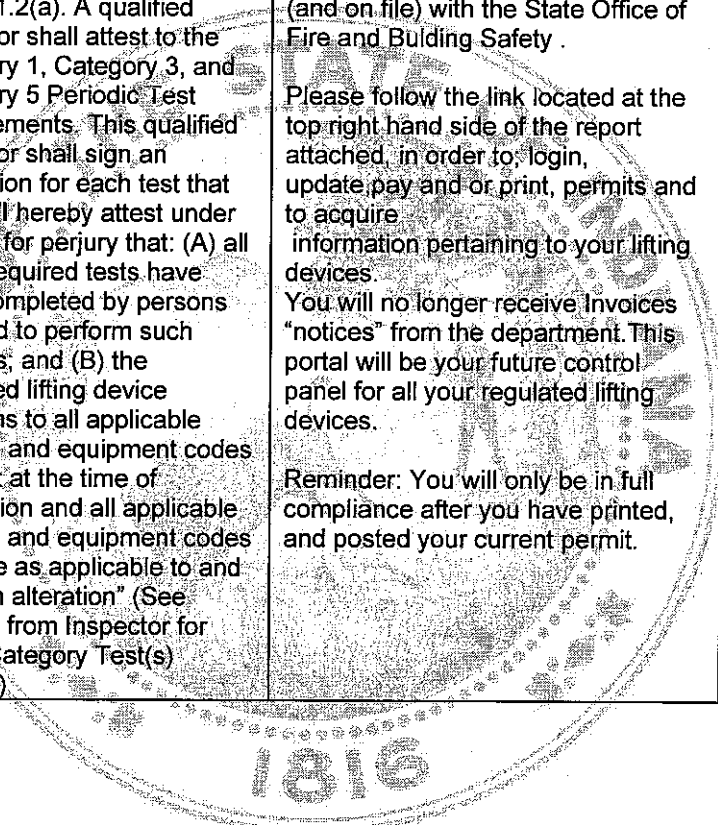 1.2(a). A qualified
or shall attest to the
ry 1, Category 3, and
ry 5 Periodic Test
ements. This qualified
or shall sign an
ion for each test that
I hereby attest under
for perjury that: (A) all
equired tests have
ompleted by persons
d to perform such
s; and (B) the
ed lifting device
ns to all applicable
and equipment codes
at the time of
ion and all applicable
and equipment codes
e as applicable to and
n alteration" (See
from Inspector for
ategory Test(s)
)
(and on file) with the State Office of
Fire and Bulding Safety .
Please follow the link located at the
top right hand side of the report
attached, in order to; login,
update pay and or print, permits and
to acquire
information pertaining to your lifting
devices.
You will no longer receive Invoices
"notices" from the department.This
portal will be your future control
panel for all your regulated lifting
devices.
Reminder: You will only be in full
compliance after you have printed,
and posted your current permit.
STATE
INDIANA
1816